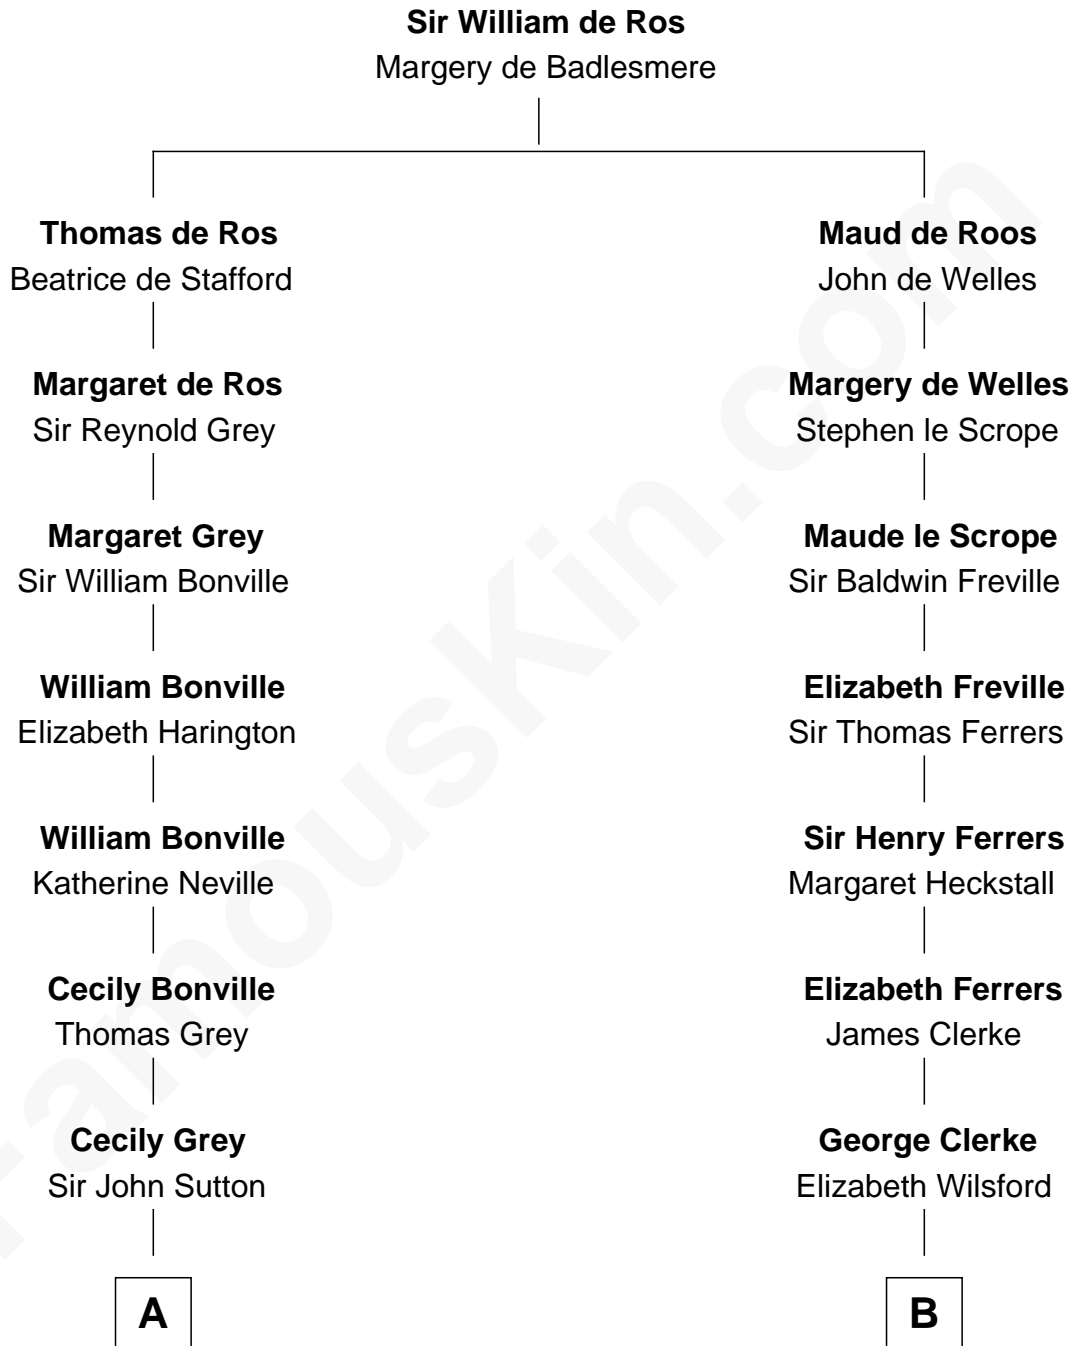 Sir William de Ros
Margery de Badlesmere
Thomas de Ros
Beatrice de Stafford
Maud de Roos
John de Welles
Margaret de Ros
Sir Reynold Grey
Margery de Welles
Stephen le Scrope
Margaret Grey
Sir William Bonville
Maude le Scrope
Sir Baldwin Freville
William Bonville
Elizabeth Harington
Elizabeth Freville
Sir Thomas Ferrers
William Bonville
Katherine Neville
Sir Henry Ferrers
Margaret Heckstall
Cecily Bonville
Thomas Grey
Elizabeth Ferrers
James Clerke
Cecily Grey
Sir John Sutton
George Clerke
Elizabeth Wilsford
A
B
FamousKin.com